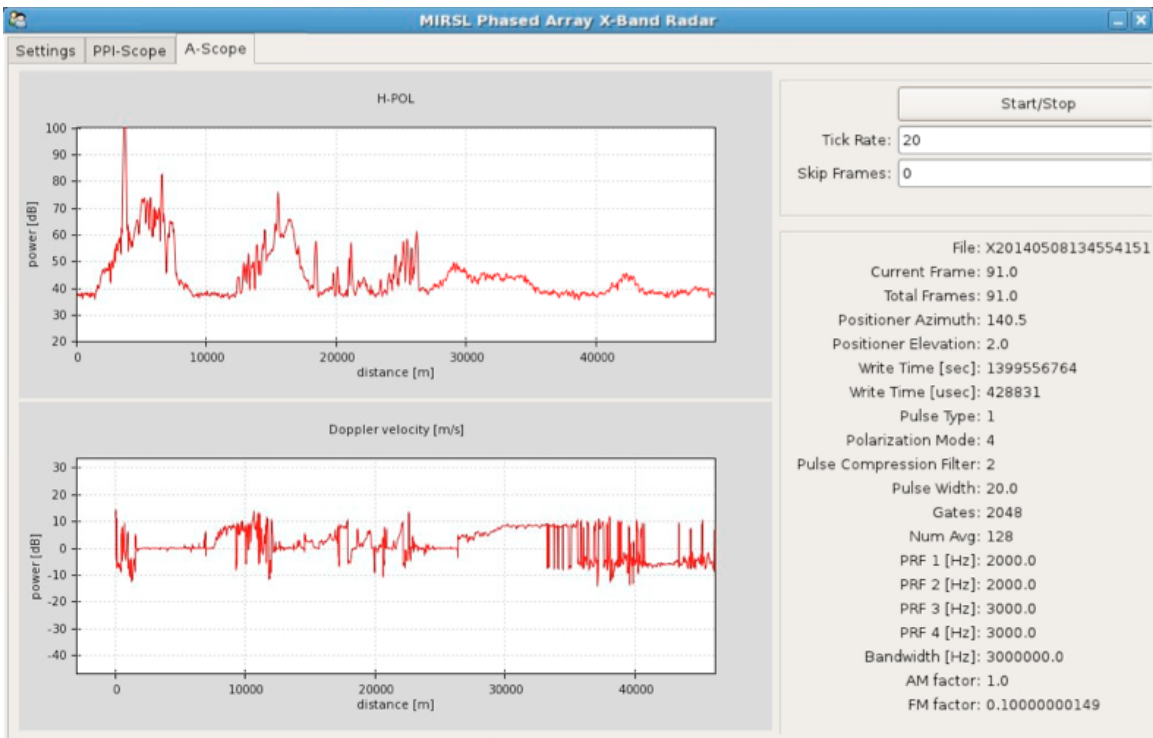 MIRSL Phased Array X-Band Radar
Settings PPI-Scope A-Scope
H-POL
100
90
80
70
60
50
40
30
20
power [dB]
0 10000 20000 30000 40000
distance [m]
Doppler velocity [m/s]
30
20
10
0
-10
-20
-30
-40
power [dB]
0 10000 20000 30000 40000
distance [m]
Start/Stop
Tick Rate: 20
Skip Frames: 0
File: X20140508134554151
Current Frame: 91.0
Total Frames: 91.0
Positioner Azimuth: 140.5
Positioner Elevation: 2.0
Write Time [sec]: 1399556764
Write Time [usec]: 428831
Pulse Type: 1
Polarization Mode: 4
Pulse Compression Filter: 2
Pulse Width: 20.0
Gates: 2048
Num Avg: 128
PRF 1 [Hz]: 2000.0
PRF 2 [Hz]: 2000.0
PRF 3 [Hz]: 3000.0
PRF 4 [Hz]: 3000.0
Bandwidth [Hz]: 3000000.0
AM factor: 1.0
FM factor: 0.10000000149